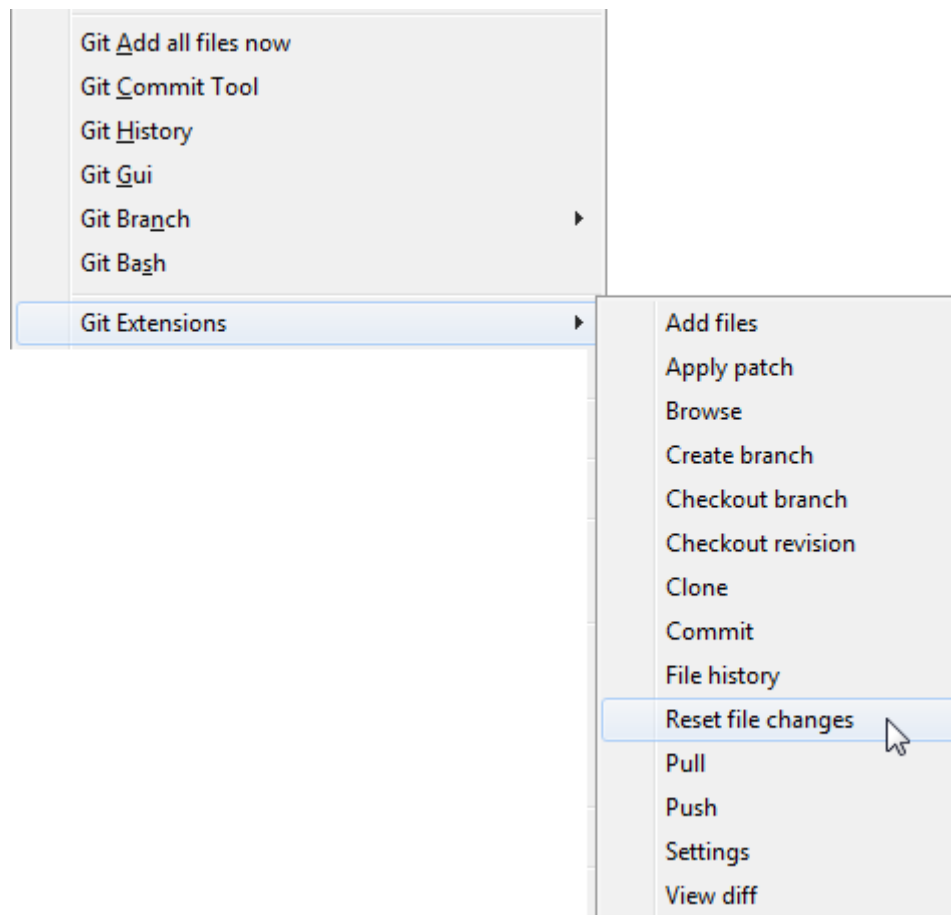 Git Add all files now
Git Commit Tool
Git History
Git Gui
Git Branch
Git Bash
Git Extensions
Add files
Apply patch
Browse
Create branch
Checkout branch
Checkout revision
Clone
Commit
File history
Reset file changes
Pull
Push
Settings
View diff